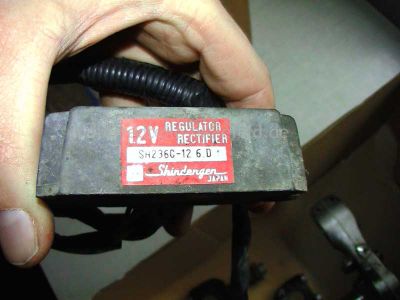 12V REGULATOR
RECTIFIER
SH236C-12 6.D
Shindengen
JAPAN